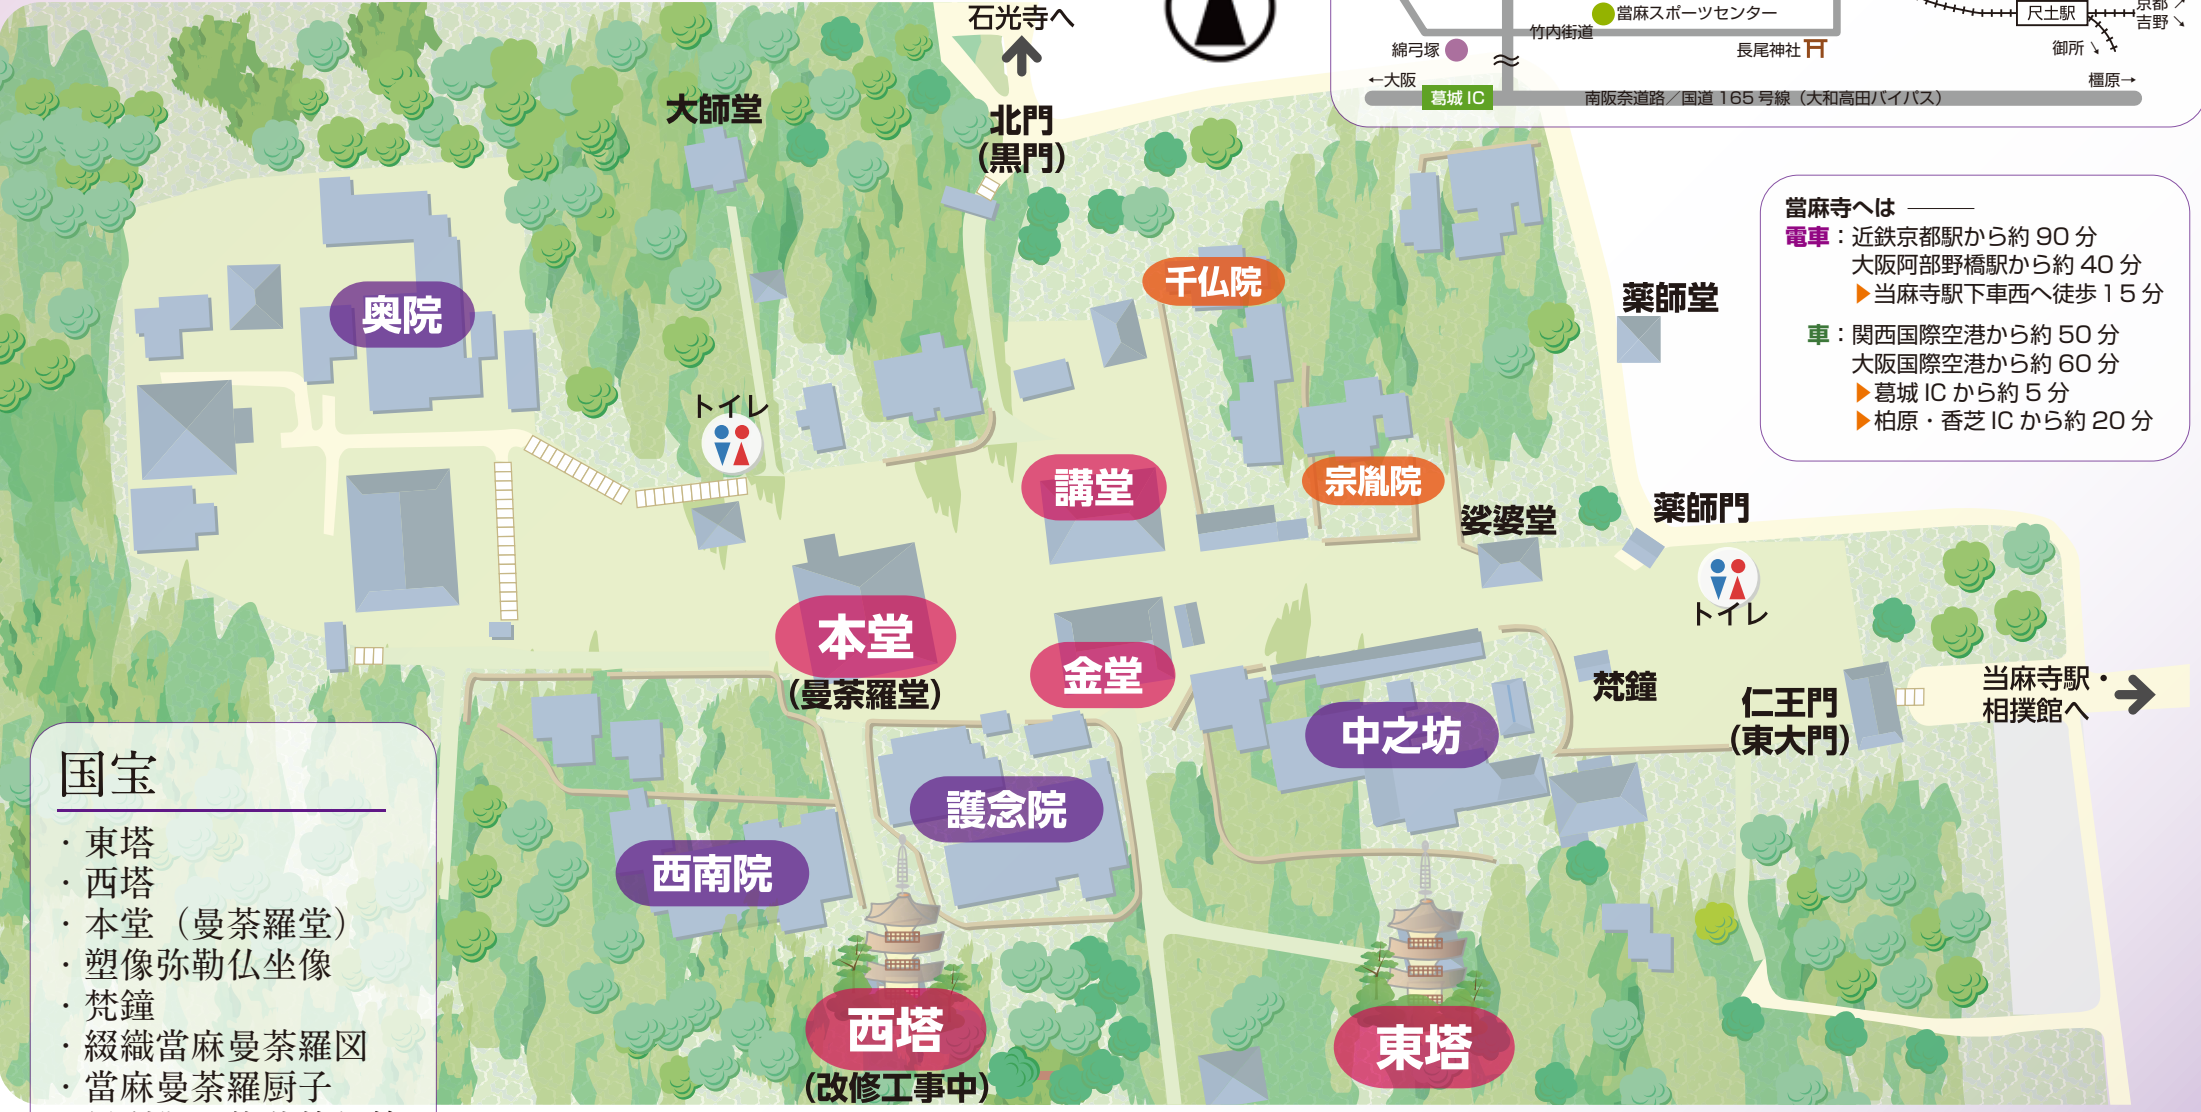 石光寺へ
當麻スポーツセンター
竹内街道
綿弓塚
長尾神社
尺土駅
京都↗
吉野↘
御所↘
←大阪
橿原→
葛城 IC
南阪奈道路／国道 165 号線（大和高田バイパス）
大師堂
北門
（黒門）
當麻寺へは
電車：近鉄京都駅から約 90 分
大阪阿部野橋駅から約 40 分
▶当麻寺駅下車西へ徒歩 15 分
車：関西国際空港から約 50 分
大阪国際空港から約 60 分
▶葛城 IC から約 5 分
▶柏原・香芝 IC から約 20 分
千仏院
薬師堂
奥院
トイレ
講堂
宗胤院
娑婆堂
薬師門
トイレ
本堂
（曼荼羅堂）
金堂
梵鐘
仁王門
（東大門）
当麻寺駅・
相撲館へ
中之坊
護念院
西南院
西塔
（改修工事中）
東塔
国宝
・東塔
・西塔
・本堂（曼荼羅堂）
・塑像弥勒仏坐像
・梵鐘
・綴織當麻曼荼羅図
・當麻曼荼羅厨子